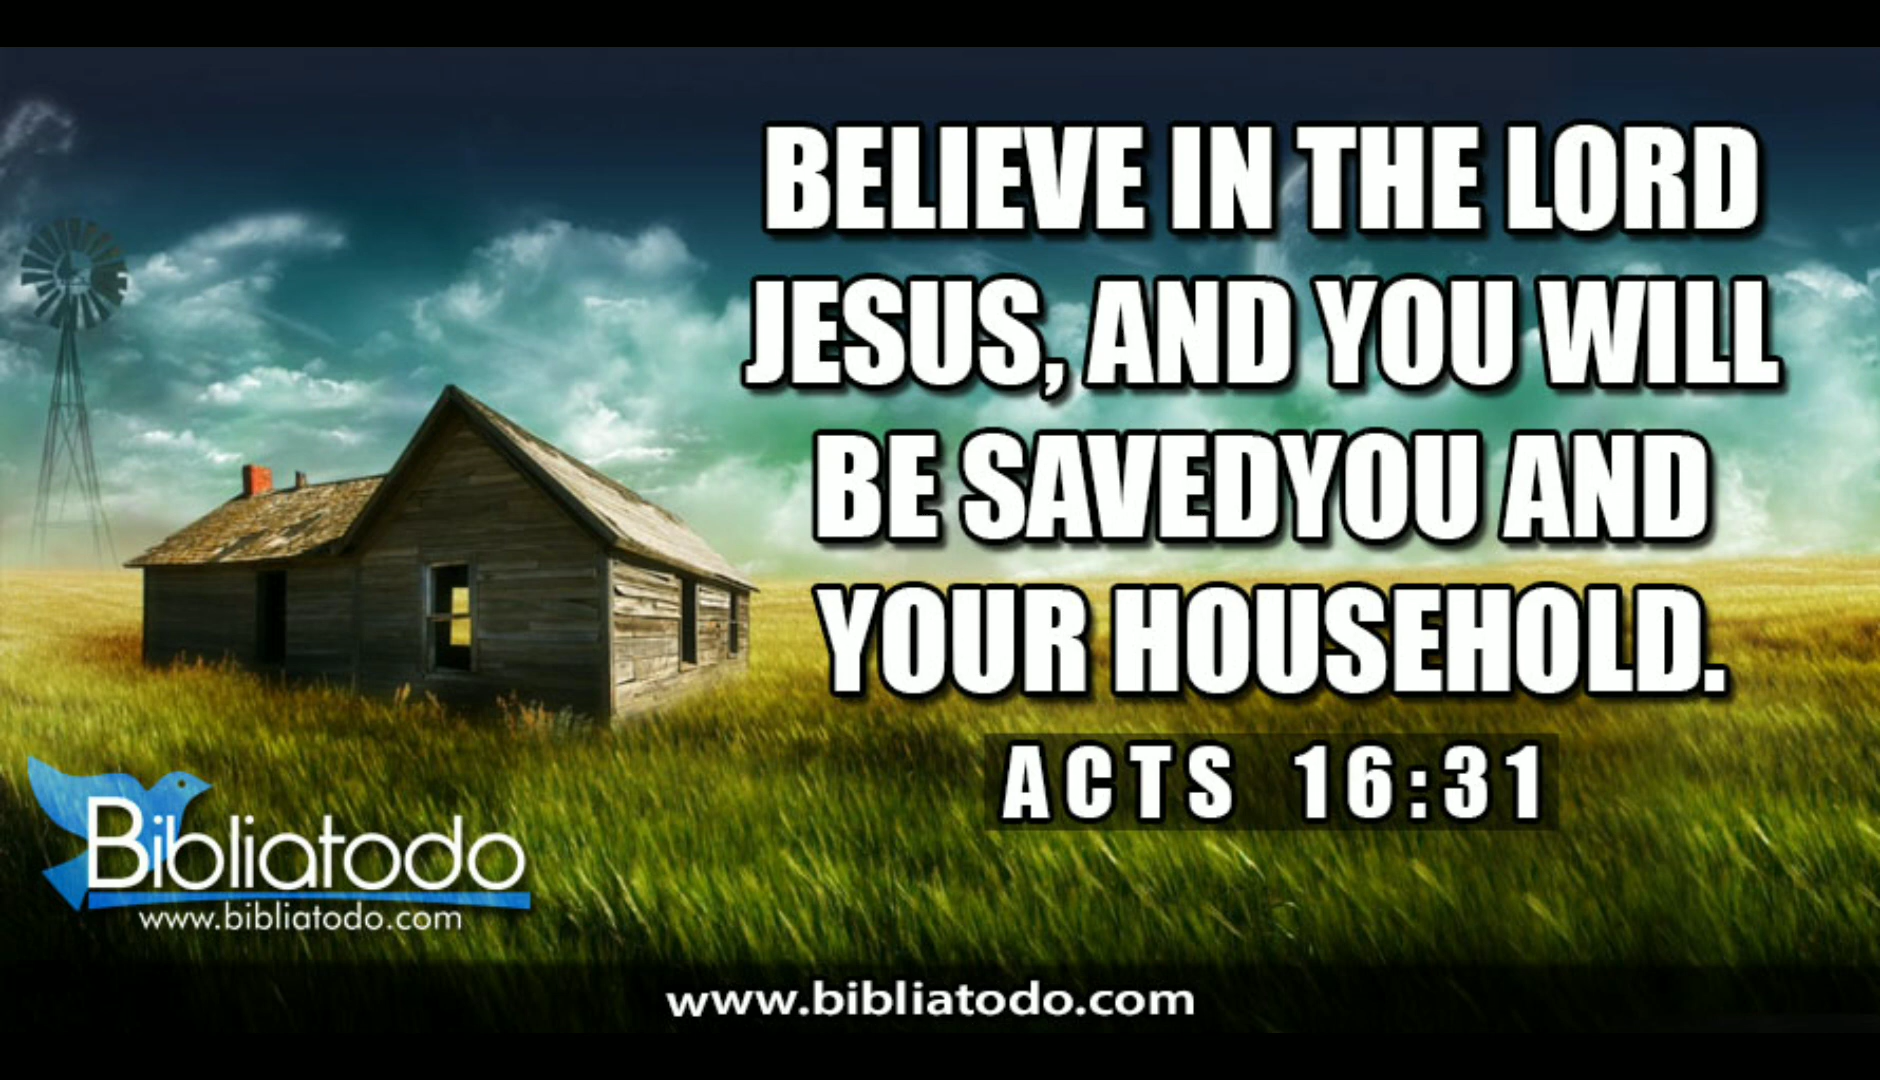 BELIEVE IN THE LORD
JESUS, AND YOU WILL
BE SAVEDYOU AND
YOUR HOUSEHOLD.
ACTS 16:31
Bibliatodo
www.bibliatodo.com
www.bibliatodo.com